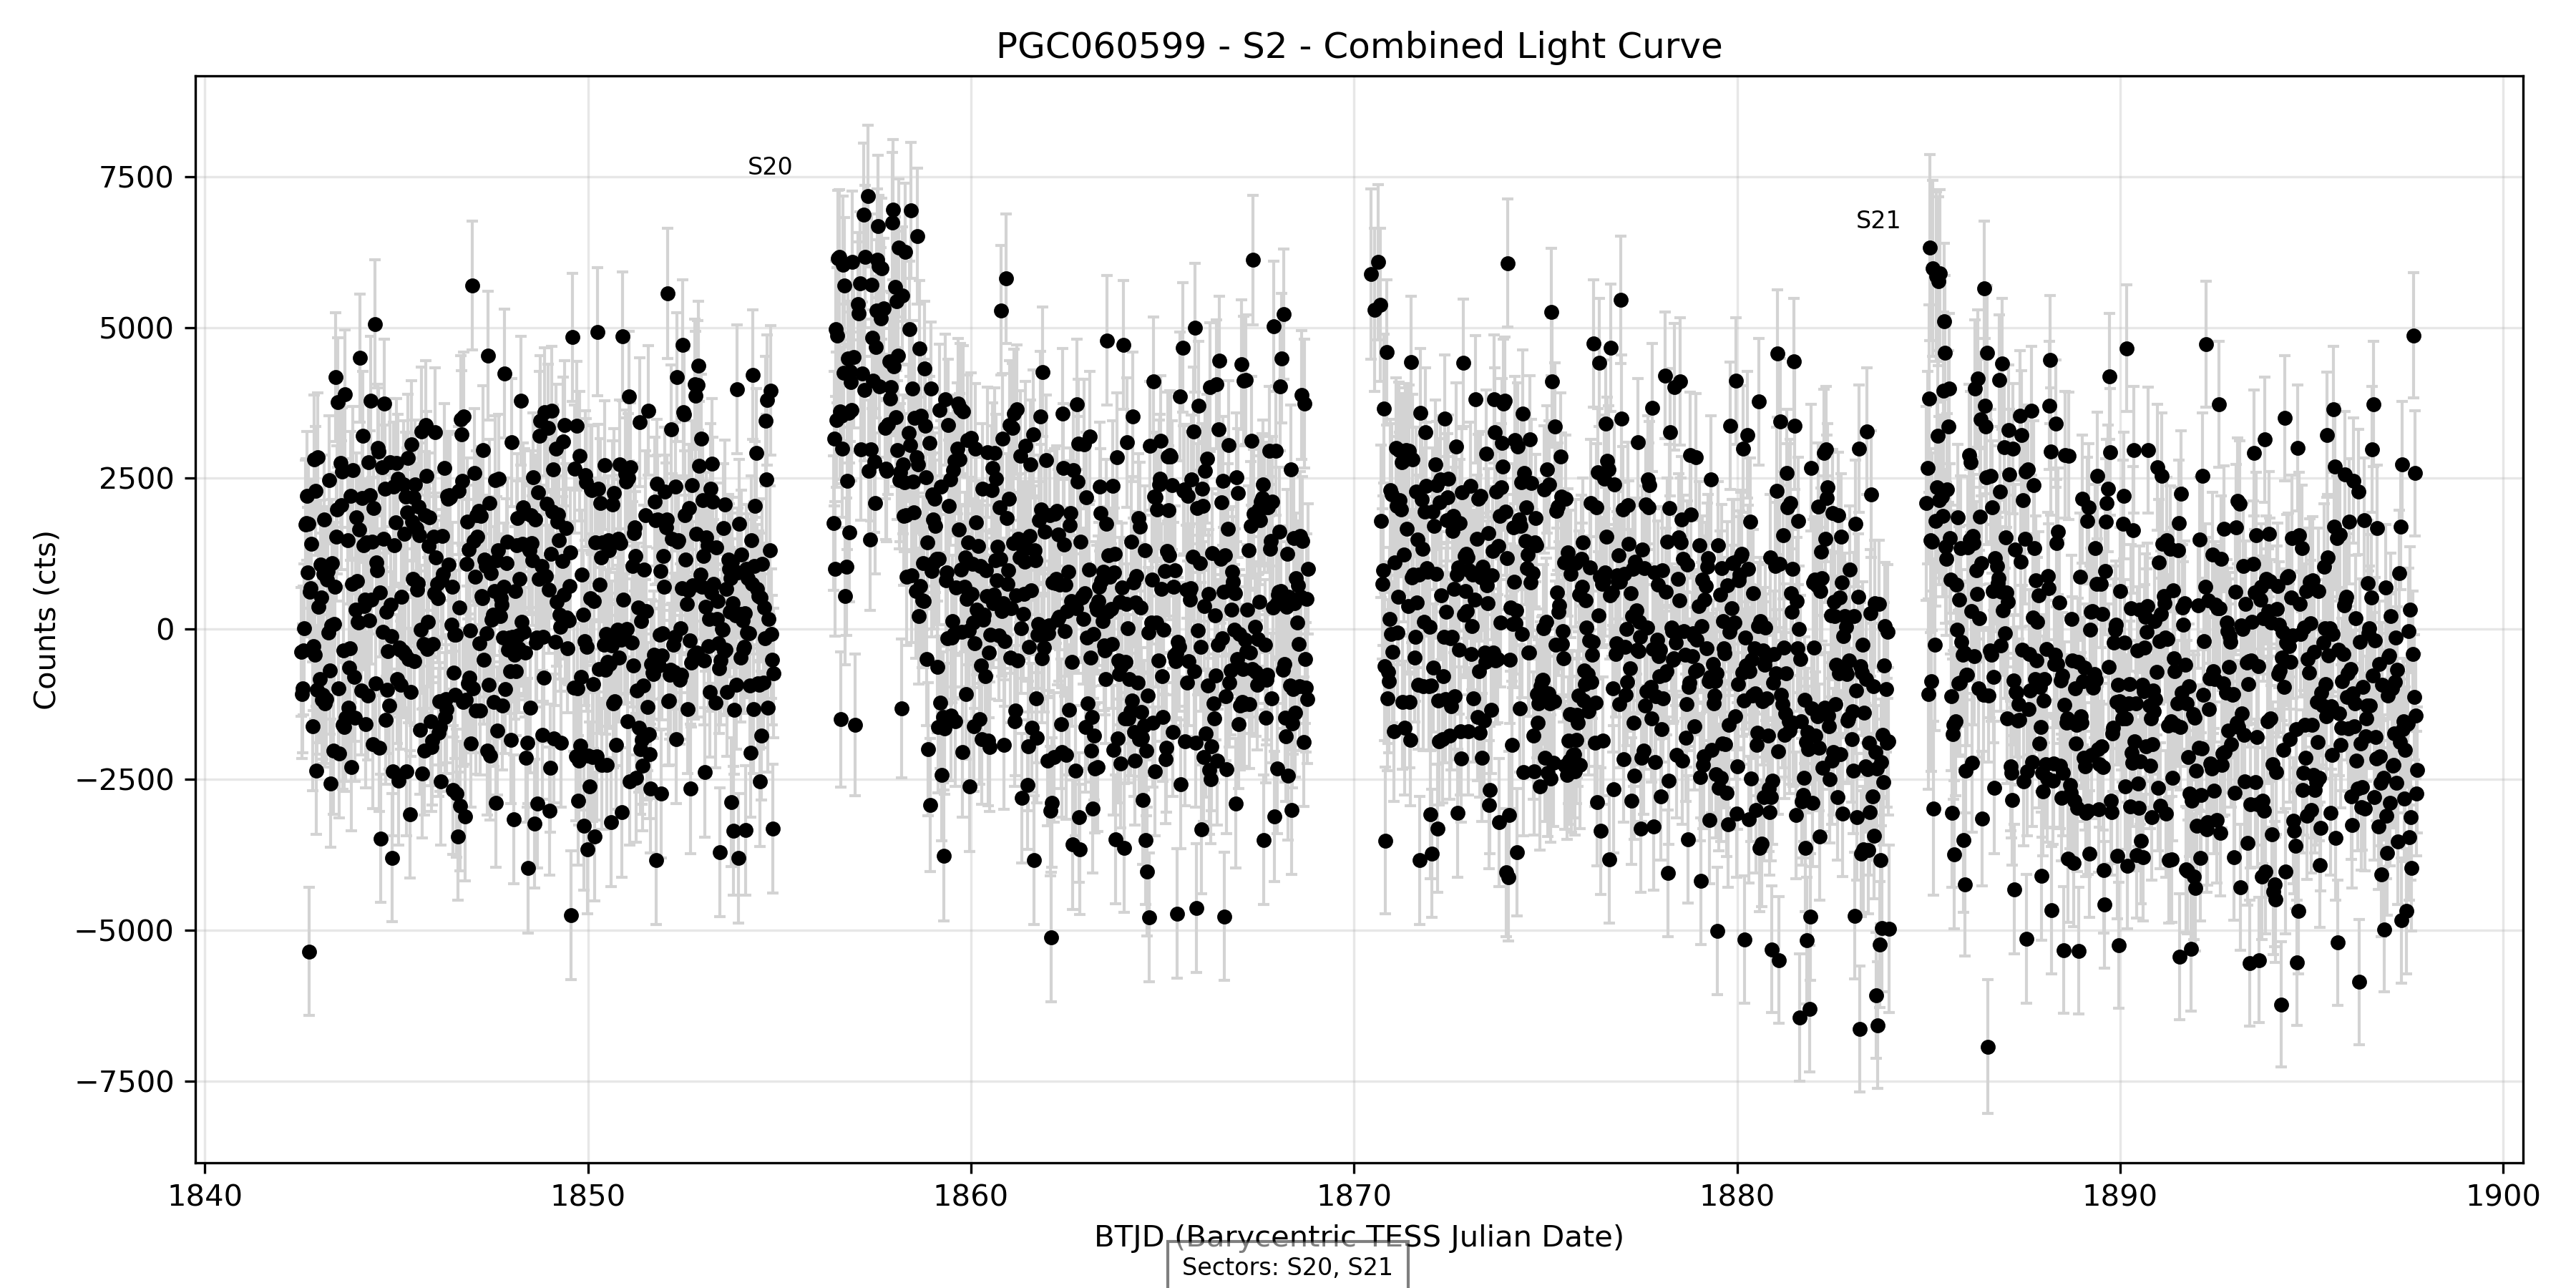 PGC060599 - S2 - Combined Light Curve
S20
S21
7500
5000
2500
0
−2500
−5000
−7500
Counts (cts)
1840 1850 1860 1870 1880 1890 1900
BTJD (Barycentric TESS Julian Date)
Sectors: S20, S21